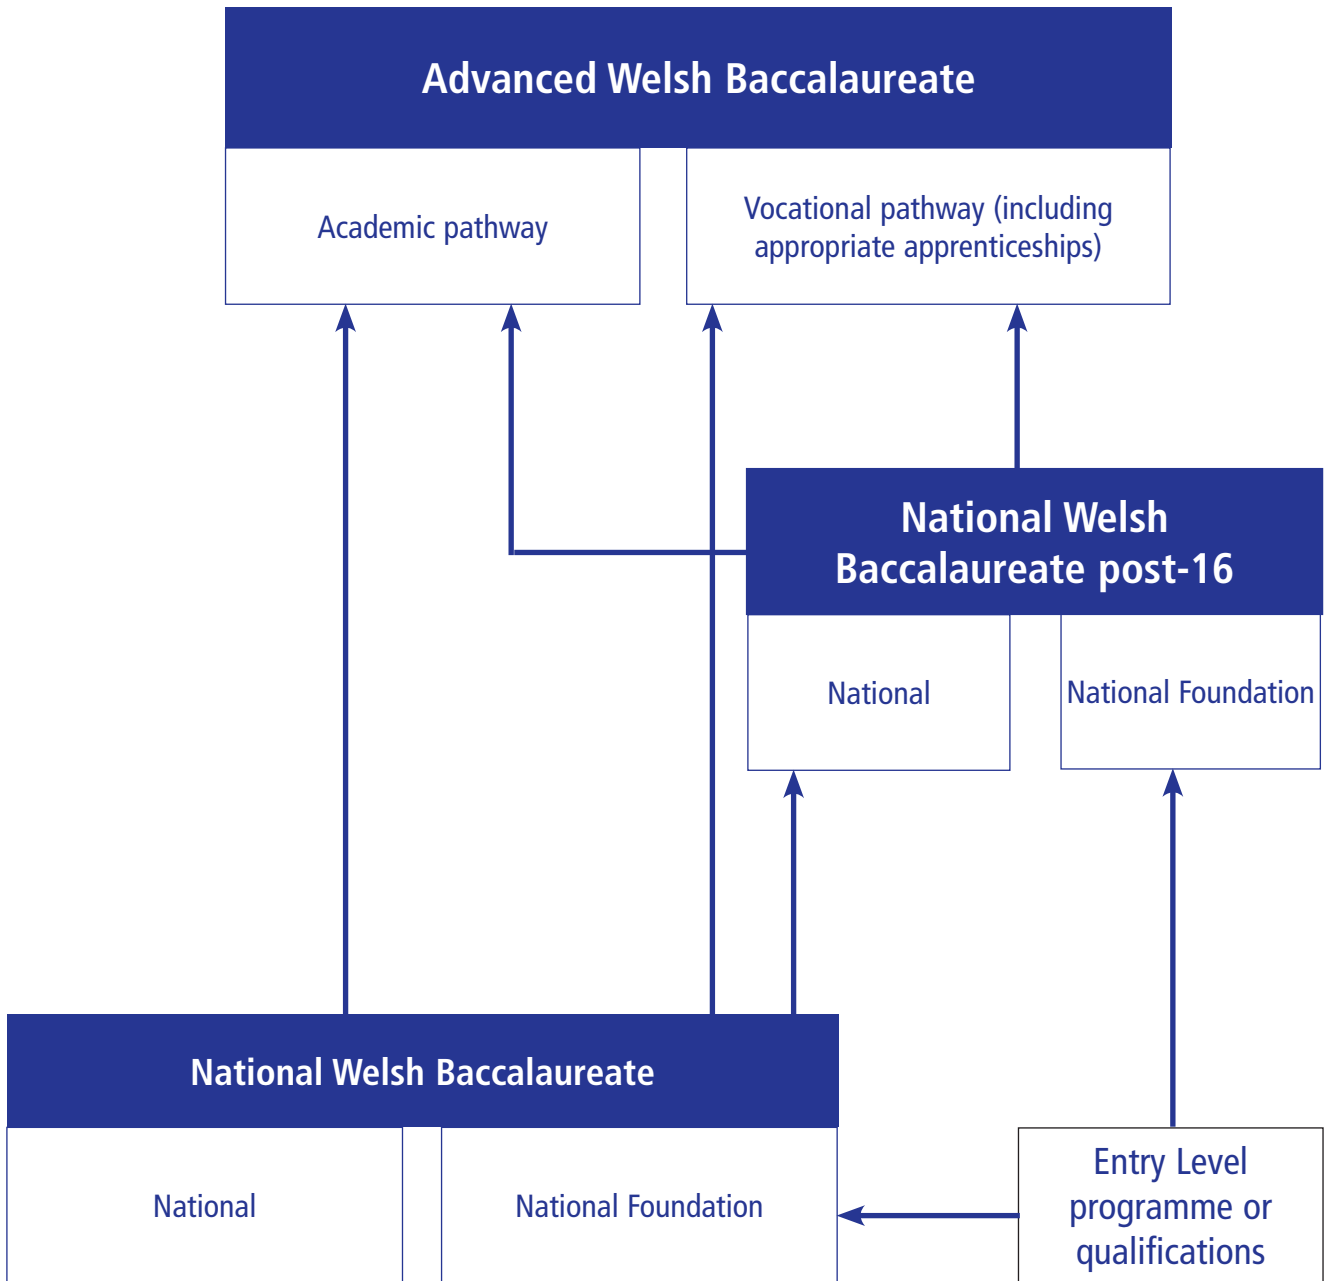 Advanced Welsh Baccalaureate
Academic pathway
Vocational pathway (including
appropriate apprenticeships)
National Welsh
Baccalaureate post-16
National
National Foundation
National Welsh Baccalaureate
National
National Foundation
Entry Level
programme or
qualifications